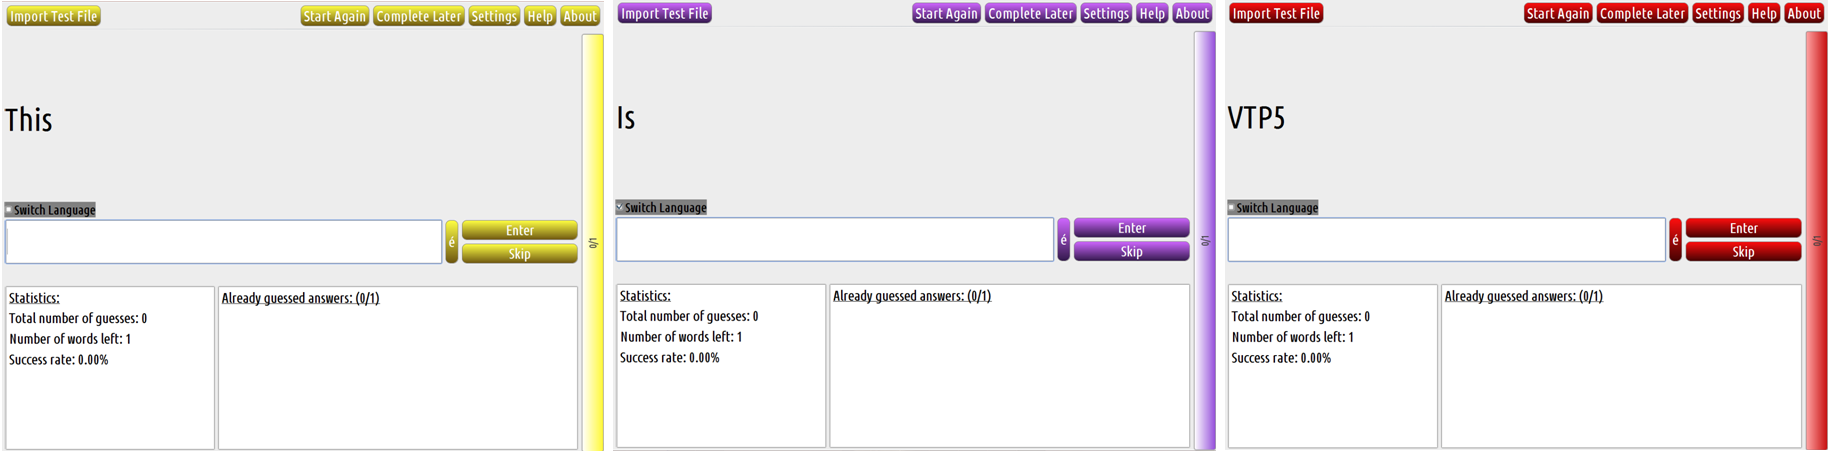 Import Test File Start Again Complete Later Settings Help About
This
Switch Language
é Enter
Skip
0/1
Statistics:
Total number of guesses: 0
Number of words left: 1
Success rate: 0.00%
Already guessed answers: (0/1)
Import Test File Start Again Complete Later Settings Help About
Is
Switch Language
é Enter
Skip
0/1
Statistics:
Total number of guesses: 0
Number of words left: 1
Success rate: 0.00%
Already guessed answers: (0/1)
Import Test File Start Again Complete Later Settings Help About
VTP5
Switch Language
é Enter
Skip
0/1
Statistics:
Total number of guesses: 0
Number of words left: 1
Success rate: 0.00%
Already guessed answers: (0/1)